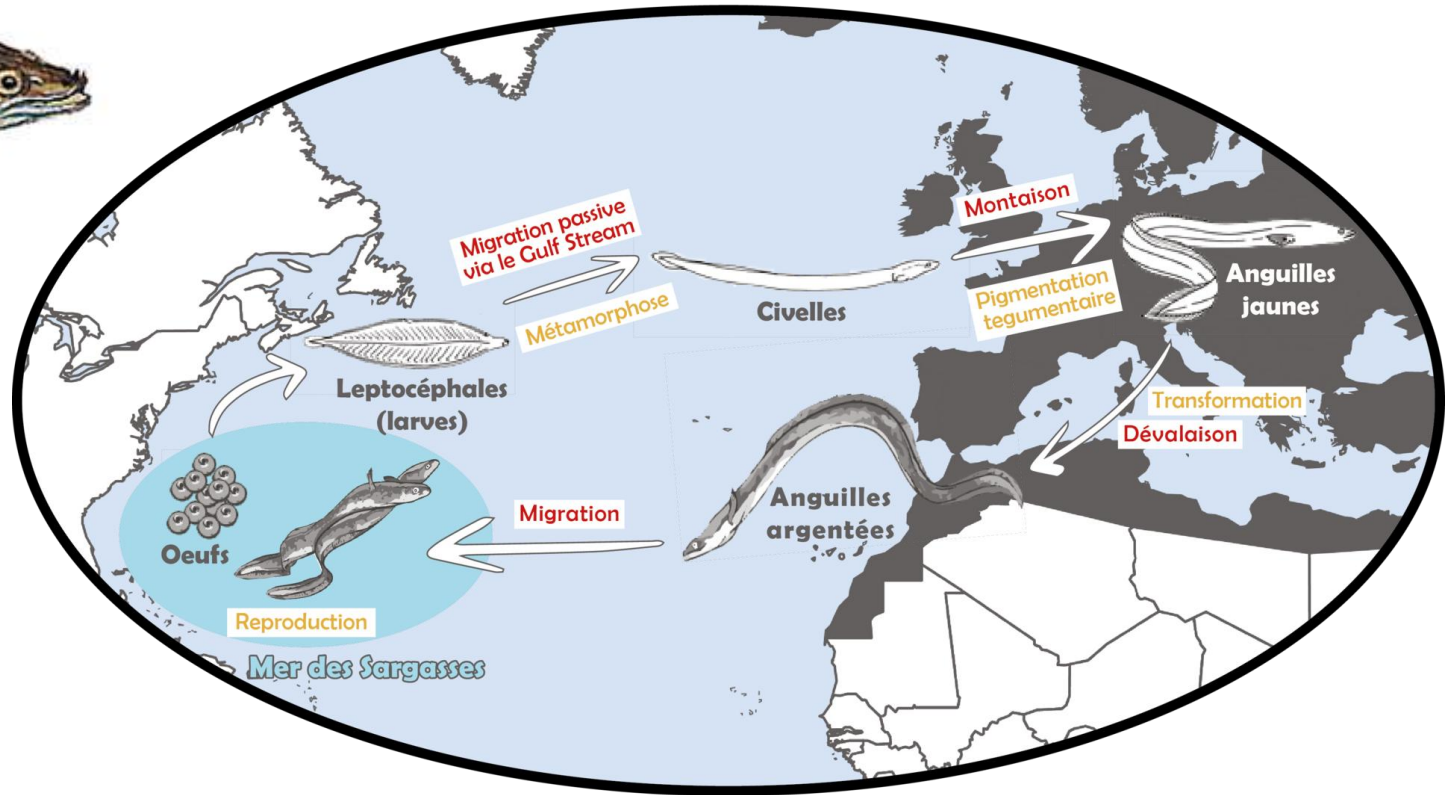 Migration passive
via le Gulf Stream
Métamorphose
Montaison
Pigmentation
tegumentaire
Civelles
Anguilles
jaunes
Leptocéphales
(larves)
Transformation
Dévalaison
Anguilles
argentées
Migration
Oeufs
Reproduction
Mer des Sargasses